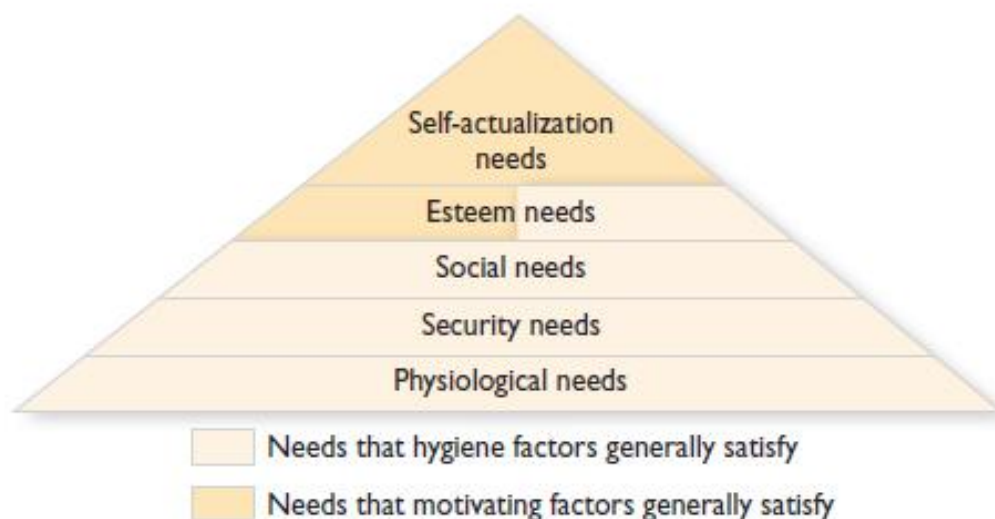 Self-actualization
needs
Esteem needs
Social needs
Security needs
Physiological needs
Needs that hygiene factors generally satisfy
Needs that motivating factors generally satisfy